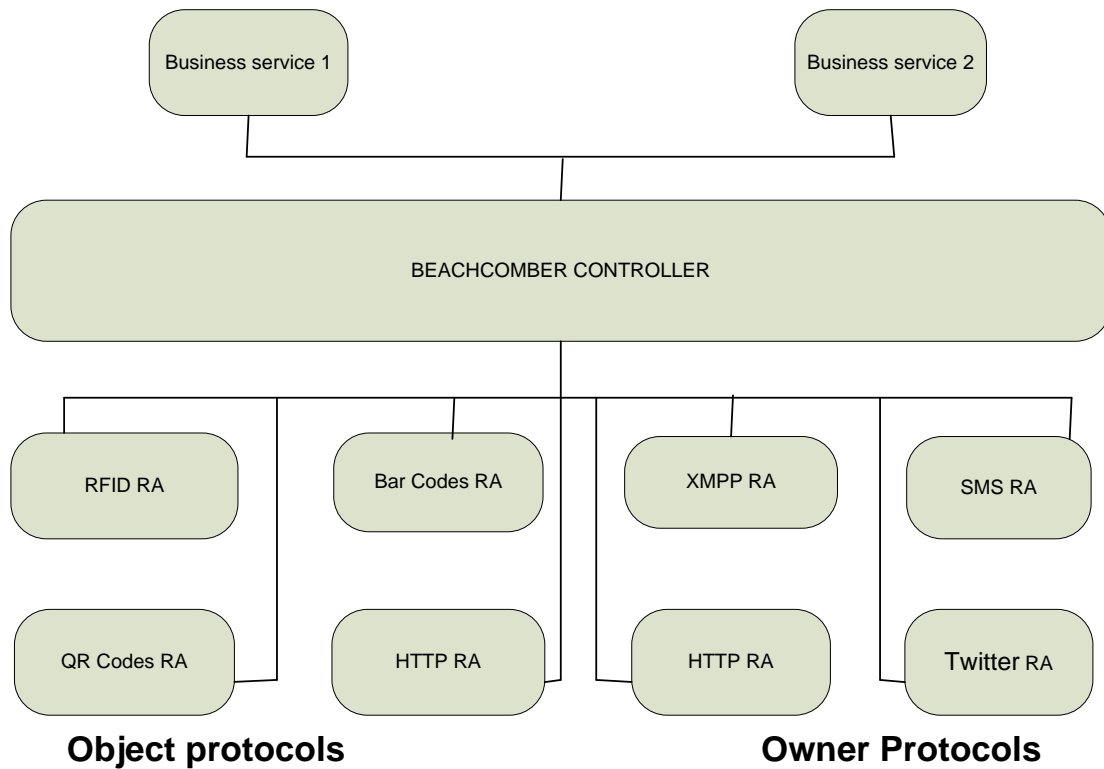 Business service 1
Business service 2
BEACHCOMBER CONTROLLER
RFID RA
Bar Codes RA
XMPP RA
SMS RA
QR Codes RA
HTTP RA
HTTP RA
Twitter RA
Object protocols
Owner Protocols